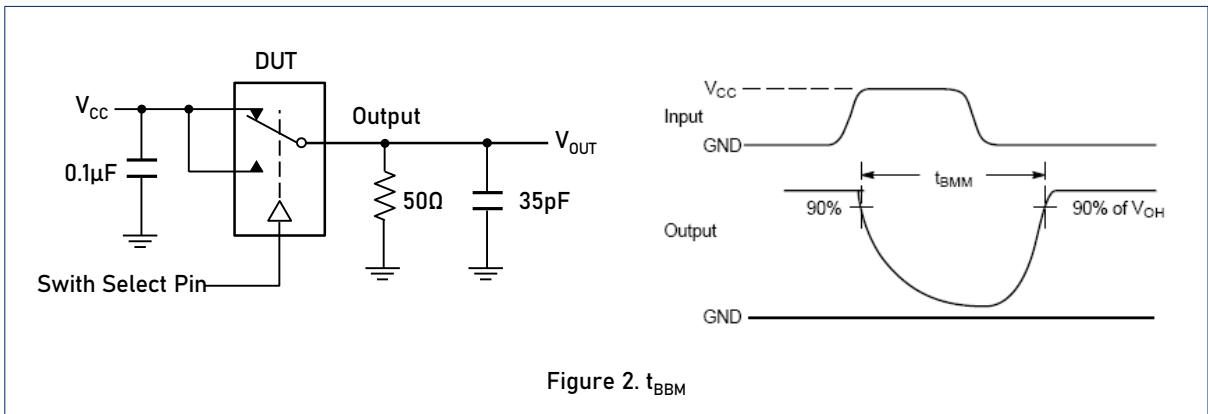 DUT
V_CC
Output
V_OUT
0.1µF
50Ω
35pF
Swith Select Pin
V_CC
Input
GND
t_BMM
90%
90% of V_OH
Output
GND
Figure 2. t_BBM